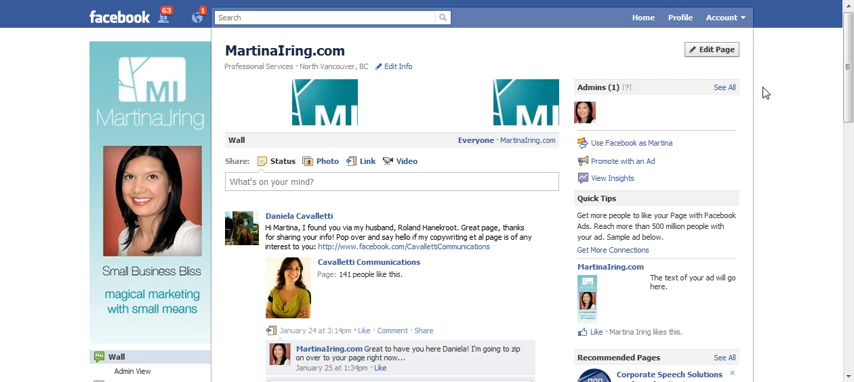 facebook
63
1
Search
Home Profile Account
MartinaIring.com
Professional Services · North Vancouver, BC Edit Info
Edit Page
MI
MartinaIring
Small Business Bliss
magical marketing
with small means
Wall
Admin View
MI MI
Wall Everyone · MartinaIring.com
Share: Status Photo Link Video
What's on your mind?
Daniela Cavalletti
Hi Martina, I found you via my husband, Roland Hanekroot. Great page, thanks
for sharing your info! Pop over and say hello if my copywriting et al page is of any
interest to you: http://www.facebook.com/CavallettiCommunications
Cavalletti Communications
Page: 141 people like this.
January 24 at 3:14pm · Like · Comment · Share
MartinaIring.com Great to have you here Daniela! I'm going to zip
on over to your page right now...
January 25 at 1:34pm · Like
Admins (1) [?] See All
Use Facebook as Martina
Promote with an Ad
View Insights
Quick Tips
Get more people to like your Page with Facebook
Ads. Reach more than 500 million people with
your ad. Sample ad below.
Get More Connections
MartinaIring.com
The text of your ad will go
here.
Like · Martina Iring likes this.
Recommended Pages See All
Corporate Speech Solutions